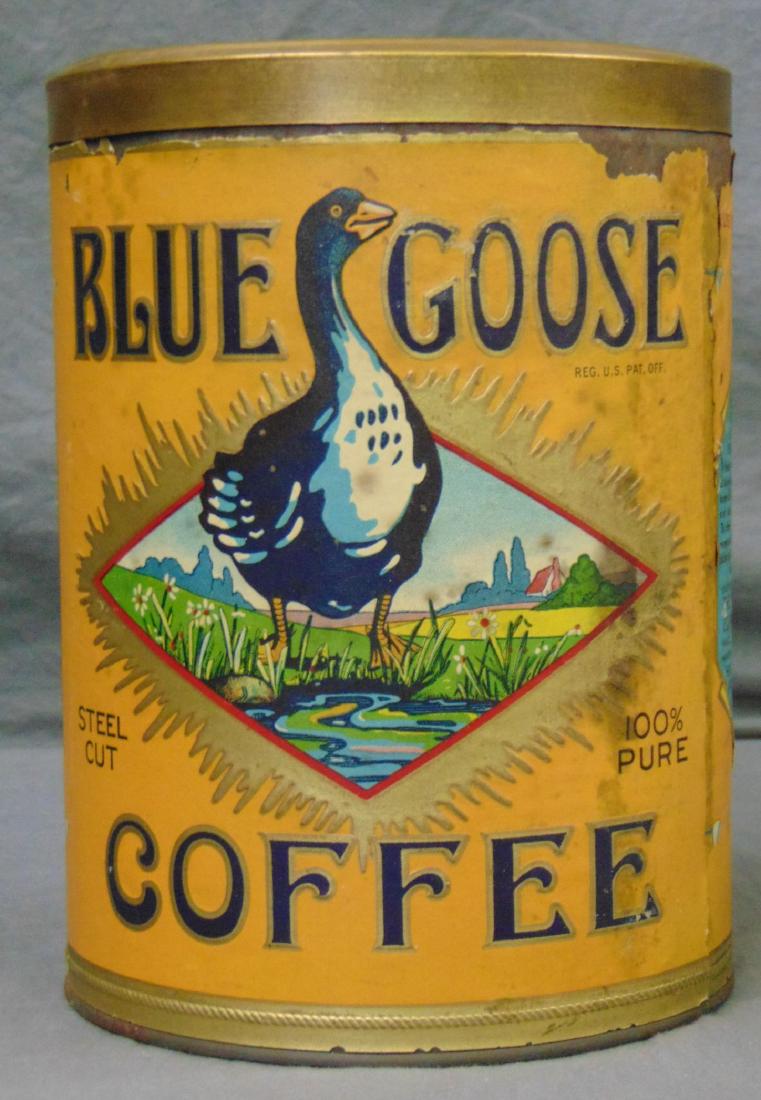 BLUE GOOSE
REG. U.S. PAT. OFF.
STEEL
CUT
100%
PURE
COFFEE